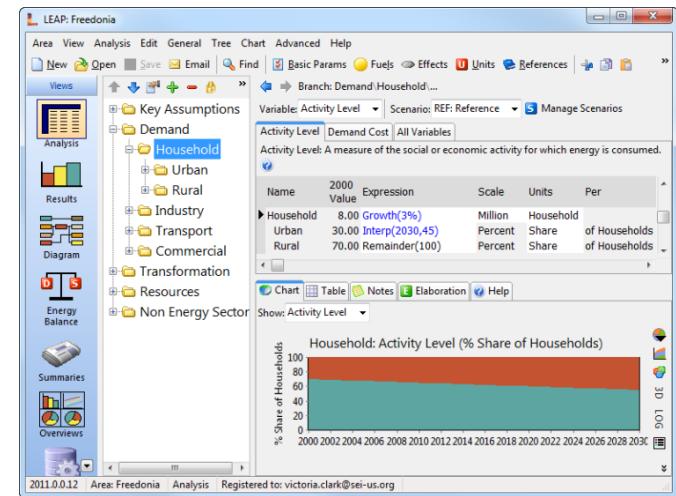 LEAP: Freedonia
Area View Analysis Edit General Tree Chart Advanced Help
New Open Save Email Find Basic Params Fuels Effects Units References »
Views
Analysis
Results
Diagram
Energy Balance
Summaries
Overviews
»
Key Assumptions
Demand
Household
Urban
Rural
Industry
Transport
Commercial
Transformation
Resources
Non Energy Sector
Branch: Demand\Household\...
Variable: Activity Level Scenario: REF: Reference S Manage Scenarios
Activity Level Demand Cost All Variables
Activity Level: A measure of the social or economic activity for which energy is consumed.
Name 2000 Value Expression Scale Units Per
Household 8.00 Growth(3%) Million Household
Urban 30.00 Interp(2030,45) Percent Share of Households
Rural 70.00 Remainder(100) Percent Share of Households
Chart Table Notes Elaboration Help
Show: Activity Level
Household: Activity Level (% Share of Households)
% Share of Households
100
80
60
40
20
0
2000 2002 2004 2006 2008 2010 2012 2014 2016 2018 2020 2022 2024 2026 2028 2030
3D
LOG
2011.0.0.12 Area: Freedonia Analysis Registered to: victoria.clark@sei-us.org